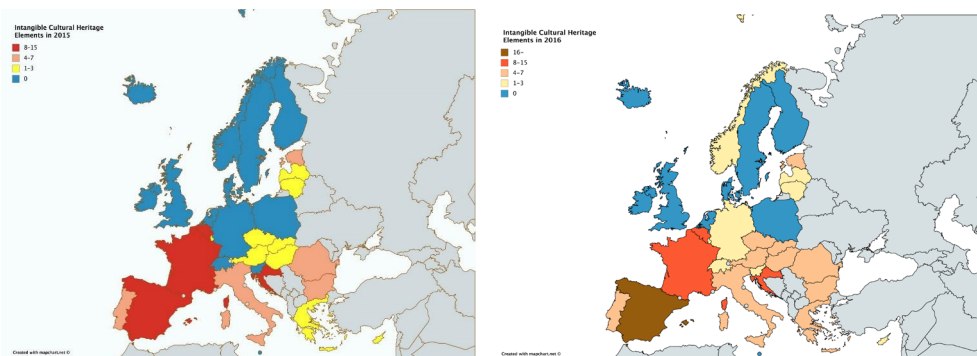 Intangible Cultural Heritage
Elements in 2015
8-15
4-7
1-3
0
Created with mapchart.net ©
Intangible Cultural Heritage
Elements in 2016
16-
8-15
4-7
1-3
0
Created with mapchart.net ©